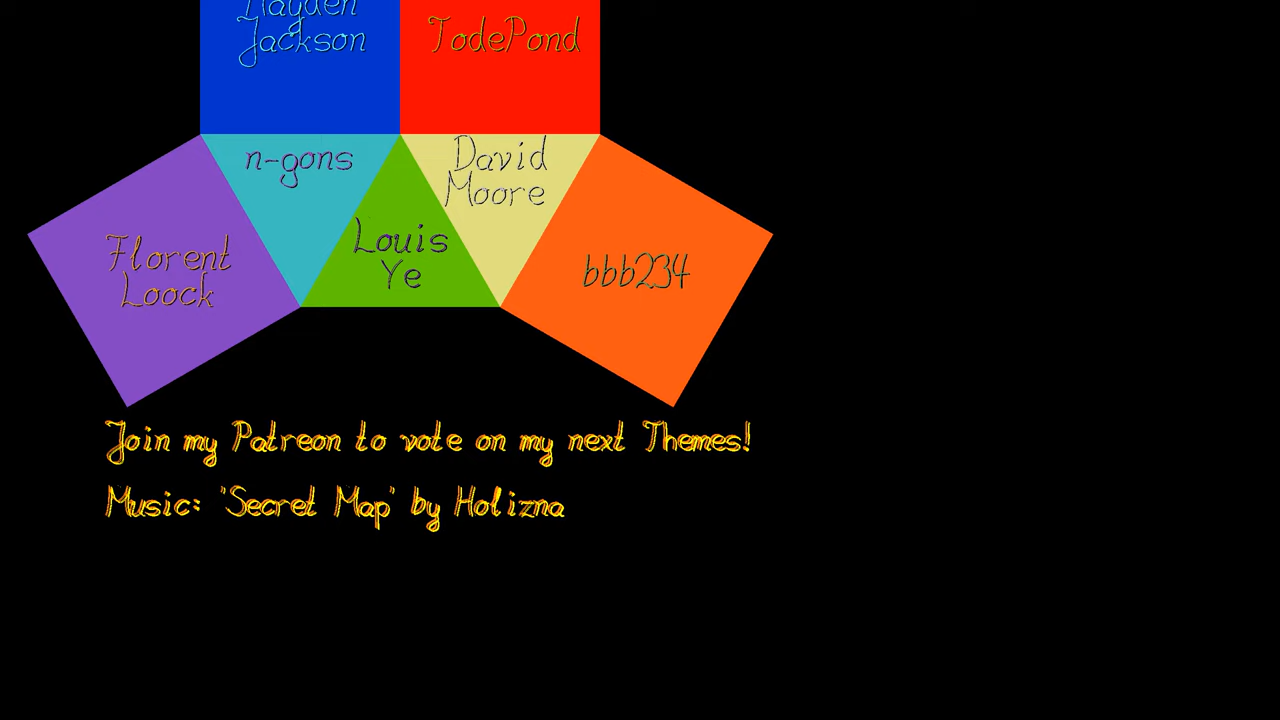 Hayden
Jackson
TodePond
n-gons
David
Moore
Florent
Loock
Louis
Ye
bbb234
Join my Patreon to vote on my next Themes!
Music: 'Secret Map' by Holizna